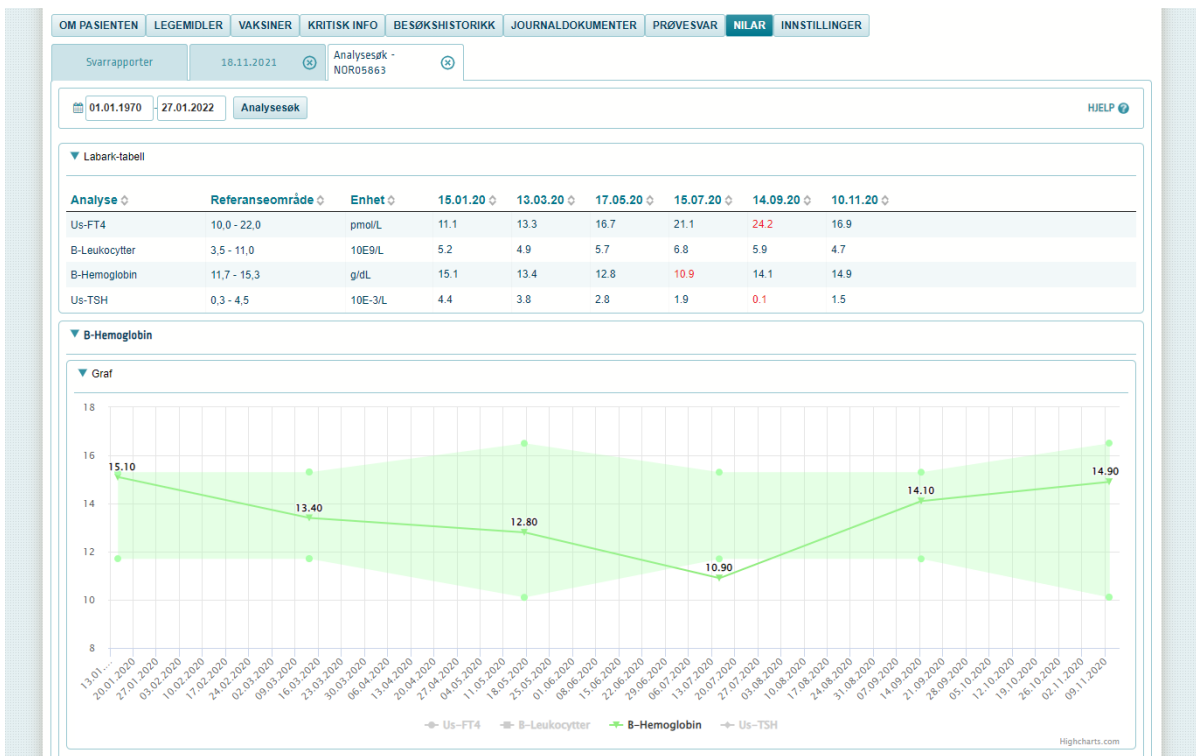 OM PASIENTEN LEGEMIDLER VAKSINER KRITISK INFO BESØKSHISTORIKK JOURNALDOKUMENTER PRØVESVAR NILAR INNSTILLINGER
Svarrapporter 18.11.2021 Analysesøk -
NOR05863
01.01.1970 - 27.01.2022 Analysesøk HJELP
Labark-tabell
Analyse Referanseområde Enhet 15.01.20 13.03.20 17.05.20 15.07.20 14.09.20 10.11.20
Us-FT4 10,0 - 22,0 pmol/L 11.1 13.3 16.7 21.1 24.2 16.9
B-Leukocytter 3,5 - 11,0 10E9/L 5.2 4.9 5.7 6.8 5.9 4.7
B-Hemoglobin 11,7 - 15,3 g/dL 15.1 13.4 12.8 10.9 14.1 14.9
Us-TSH 0,3 - 4,5 10E-3/L 4.4 3.8 2.8 1.9 0.1 1.5
B-Hemoglobin
Graf
18
16
14
12
10
8
15.10 13.40 12.80 10.90 14.10 14.90
13.01.... 20.01.2020 27.01.2020 03.02.2020 10.02.2020 17.02.2020 24.02.2020 02.03.2020 09.03.2020 16.03.2020 23.03.2020 30.03.2020 06.04.2020 13.04.2020 20.04.2020 27.04.2020 04.05.2020 11.05.2020 18.05.2020 25.05.2020 01.06.2020 08.06.2020 15.06.2020 22.06.2020 29.06.2020 06.07.2020 13.07.2020 20.07.2020 27.07.2020 03.08.2020 10.08.2020 17.08.2020 24.08.2020 31.08.2020 07.09.2020 14.09.2020 21.09.2020 28.09.2020 05.10.2020 12.10.2020 19.10.2020 26.10.2020 02.11.2020 09.11.2020
Us-FT4 B-Leukocytter B-Hemoglobin Us-TSH
Highcharts.com